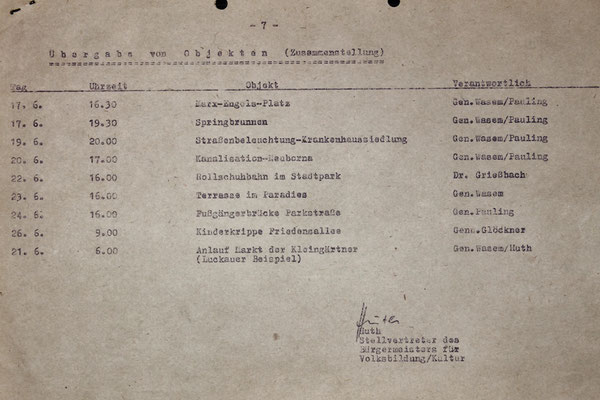 - 7 -
Übergabe von Objekten (Zusammenstellung)
Tag Uhrzeit Objekt Verantwortlich
17. 6. 16.30 Marx-Engels-Platz Gen.Wasem/Pauling
17. 6. 19.30 Springbrunnen Gen.Wasem/Pauling
19. 6. 20.00 Straßenbeleuchtung-Krankenhaussiedlung Gen.Wasem/Pauling
20. 6. 17.00 Kanalisation-Neuborna Gen.Wasem/Pauling
22. 6. 16.00 Rollschuhbahn im Stadtpark Dr. Grießbach
23. 6. 16.00 Terrasse im Paradies Gen.Wasem
24. 6. 16.00 Fußgängerbrücke Parkstraße Gen.Pauling
26. 6. 9.00 Kinderkrippe Friedensallee Genn.Glöckner
21. 6. 6.00 Anlauf Markt der Kleingärtner Gen.Wasem/Huth
(Luckauer Beispiel)
Huth
Stellvertreter des
Bürgermeisters für
Volksbildung/Kultur